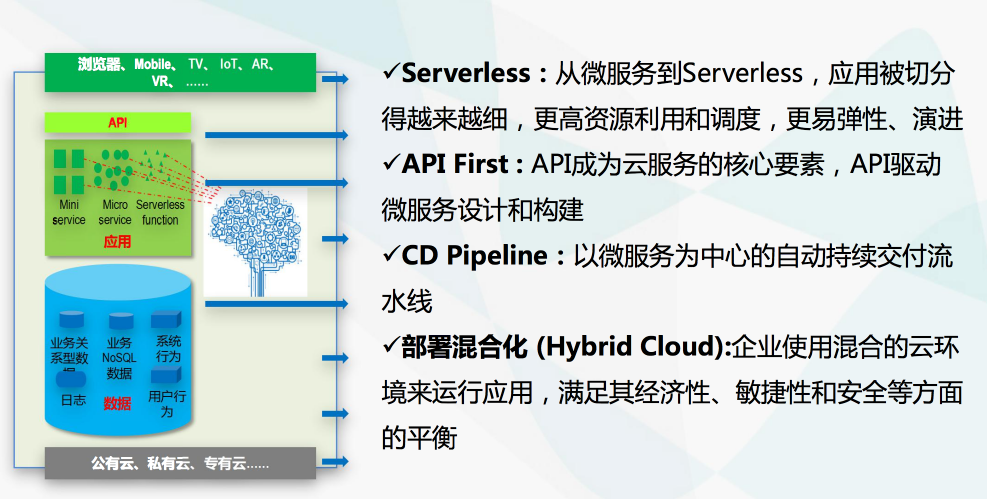 浏览器、Mobile、TV、IoT、AR、
VR、……
API
Mini service
Micro service
Serverless function
应用
业务关系型数据
业务NoSQL数据
系统行为
日志
数据
用户行为
公有云、私有云、专有云……
✓Serverless：从微服务到Serverless，应用被切分
得越来越细，更高资源利用和调度，更易弹性、演进
✓API First：API成为云服务的核心要素，API驱动
微服务设计和构建
✓CD Pipeline：以微服务为中心的自动持续交付流
水线
✓部署混合化 (Hybrid Cloud):企业使用混合的云环
境来运行应用，满足其经济性、敏捷性和安全等方面
的平衡